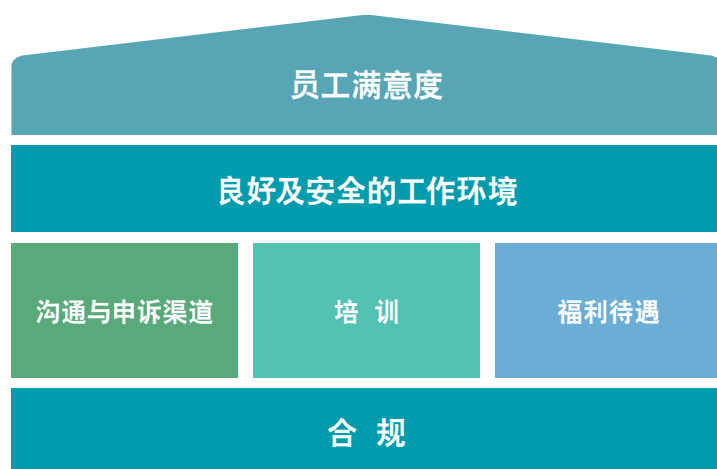 员工满意度
良好及安全的工作环境
沟通与申诉渠道
培 训
福利待遇
合 规